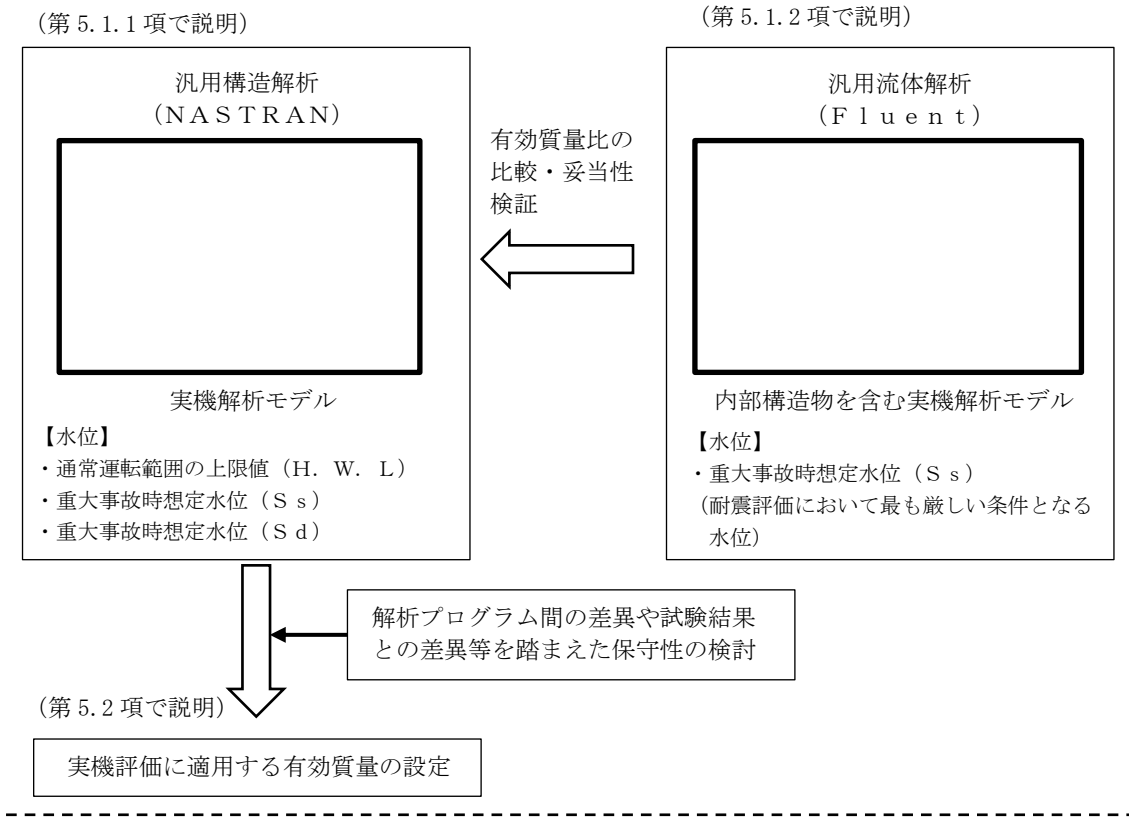 （第 5.1.1 項で説明）
汎用構造解析
（ＮＡＳＴＲＡＮ）
実機解析モデル
【水位】
・通常運転範囲の上限値（Ｈ．Ｗ．Ｌ）
・重大事故時想定水位（Ｓｓ）
・重大事故時想定水位（Ｓｄ）
有効質量比の
比較・妥当性
検証
（第 5.1.2 項で説明）
汎用流体解析
（Ｆｌｕｅｎｔ）
内部構造物を含む実機解析モデル
【水位】
・重大事故時想定水位（Ｓｓ）
（耐震評価において最も厳しい条件となる
水位）
解析プログラム間の差異や試験結果
との差異等を踏まえた保守性の検討
（第 5.2 項で説明）
実機評価に適用する有効質量の設定